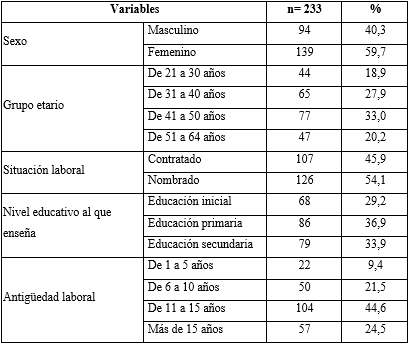 Variables n= 233 %
Sexo Masculino 94 40,3
Femenino 139 59,7
Grupo etario De 21 a 30 años 44 18,9
De 31 a 40 años 65 27,9
De 41 a 50 años 77 33,0
De 51 a 64 años 47 20,2
Situación laboral Contratado 107 45,9
Nombrado 126 54,1
Nivel educativo al que enseña Educación inicial 68 29,2
Educación primaria 86 36,9
Educación secundaria 79 33,9
Antigüedad laboral De 1 a 5 años 22 9,4
De 6 a 10 años 50 21,5
De 11 a 15 años 104 44,6
Más de 15 años 57 24,5